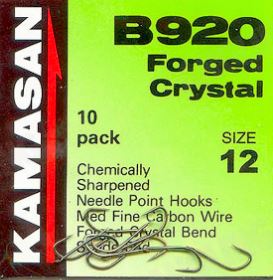 KAMASAN
B920
Forged
Crystal
10
pack
SIZE
12
Chemically
Sharpened
Needle Point Hooks
Med Fine Carbon Wire
Forged Crystal Bend